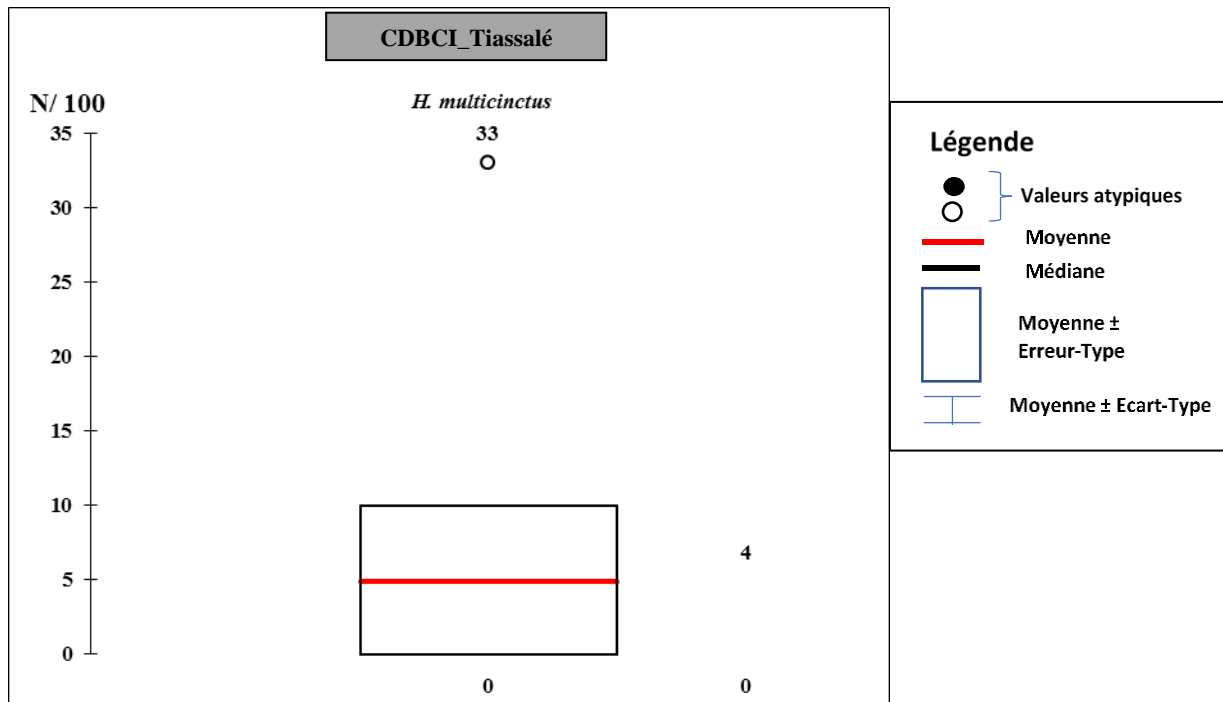 CDBCI_Tiassalé
N/ 100
H. multicinctus
33
35
30
25
20
15
10
5
0
4
0
0
Légende
Valeurs atypiques
Moyenne
Médiane
Moyenne ±
Erreur-Type
Moyenne ± Ecart-Type